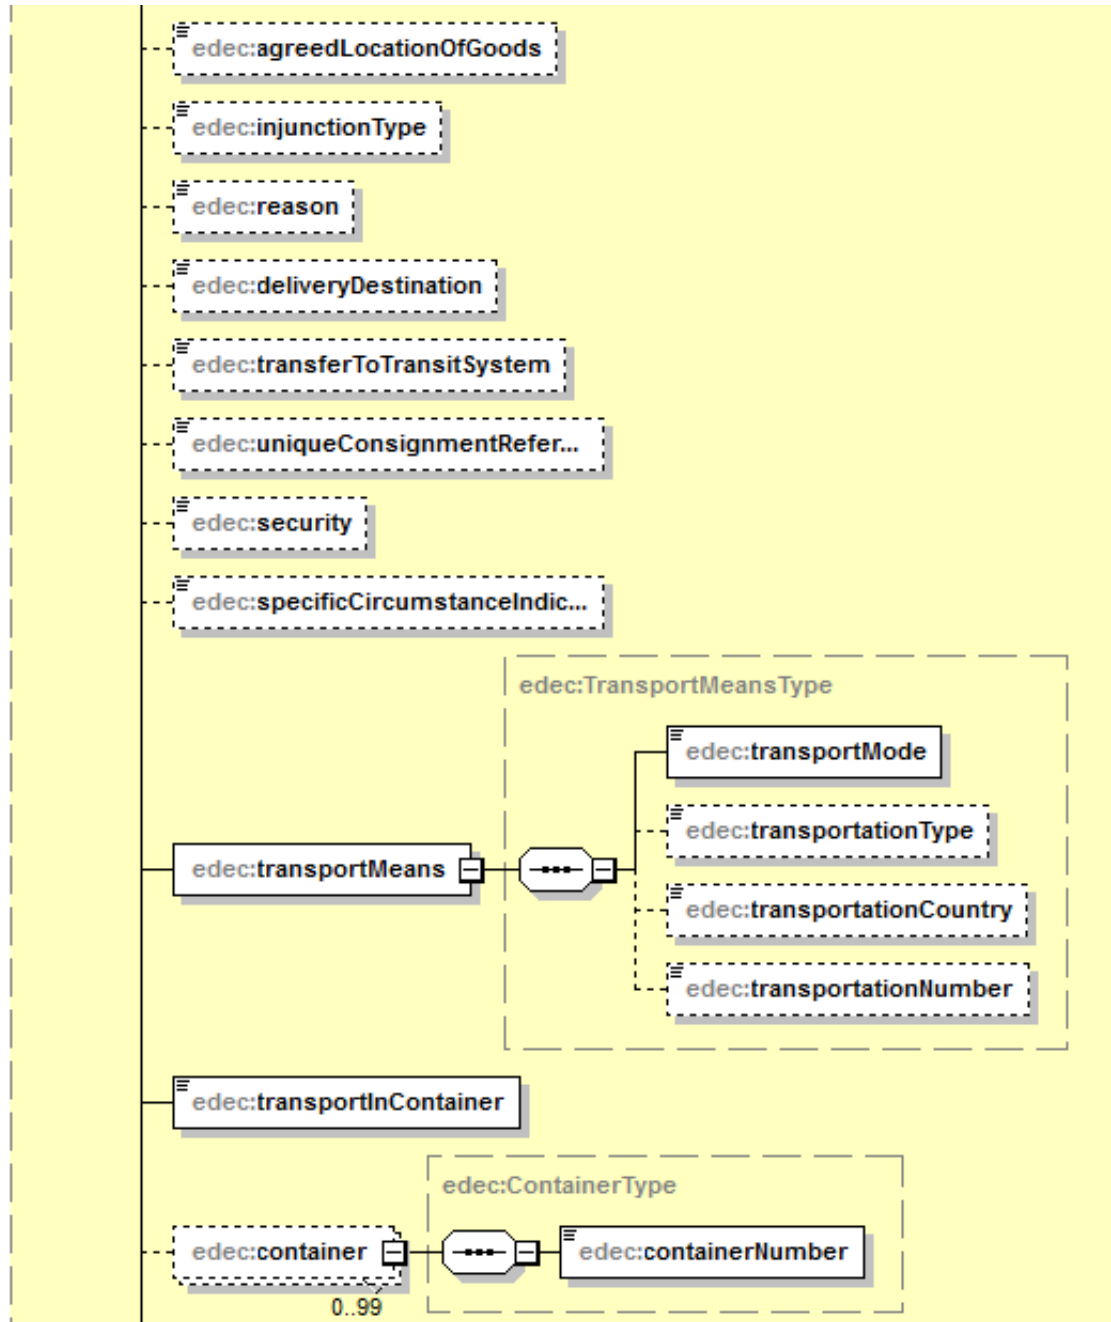 edec:agreedLocationOfGoods
edec:injunctionType
edec:reason
edec:deliveryDestination
edec:transferToTransitSystem
edec:uniqueConsignmentRefer...
edec:security
edec:specificCircumstanceIndic...
edec:TransportMeansType
edec:transportMode
edec:transportationType
edec:transportMeans
edec:transportationCountry
edec:transportationNumber
edec:transportInContainer
edec:ContainerType
edec:container
edec:containerNumber
0..99